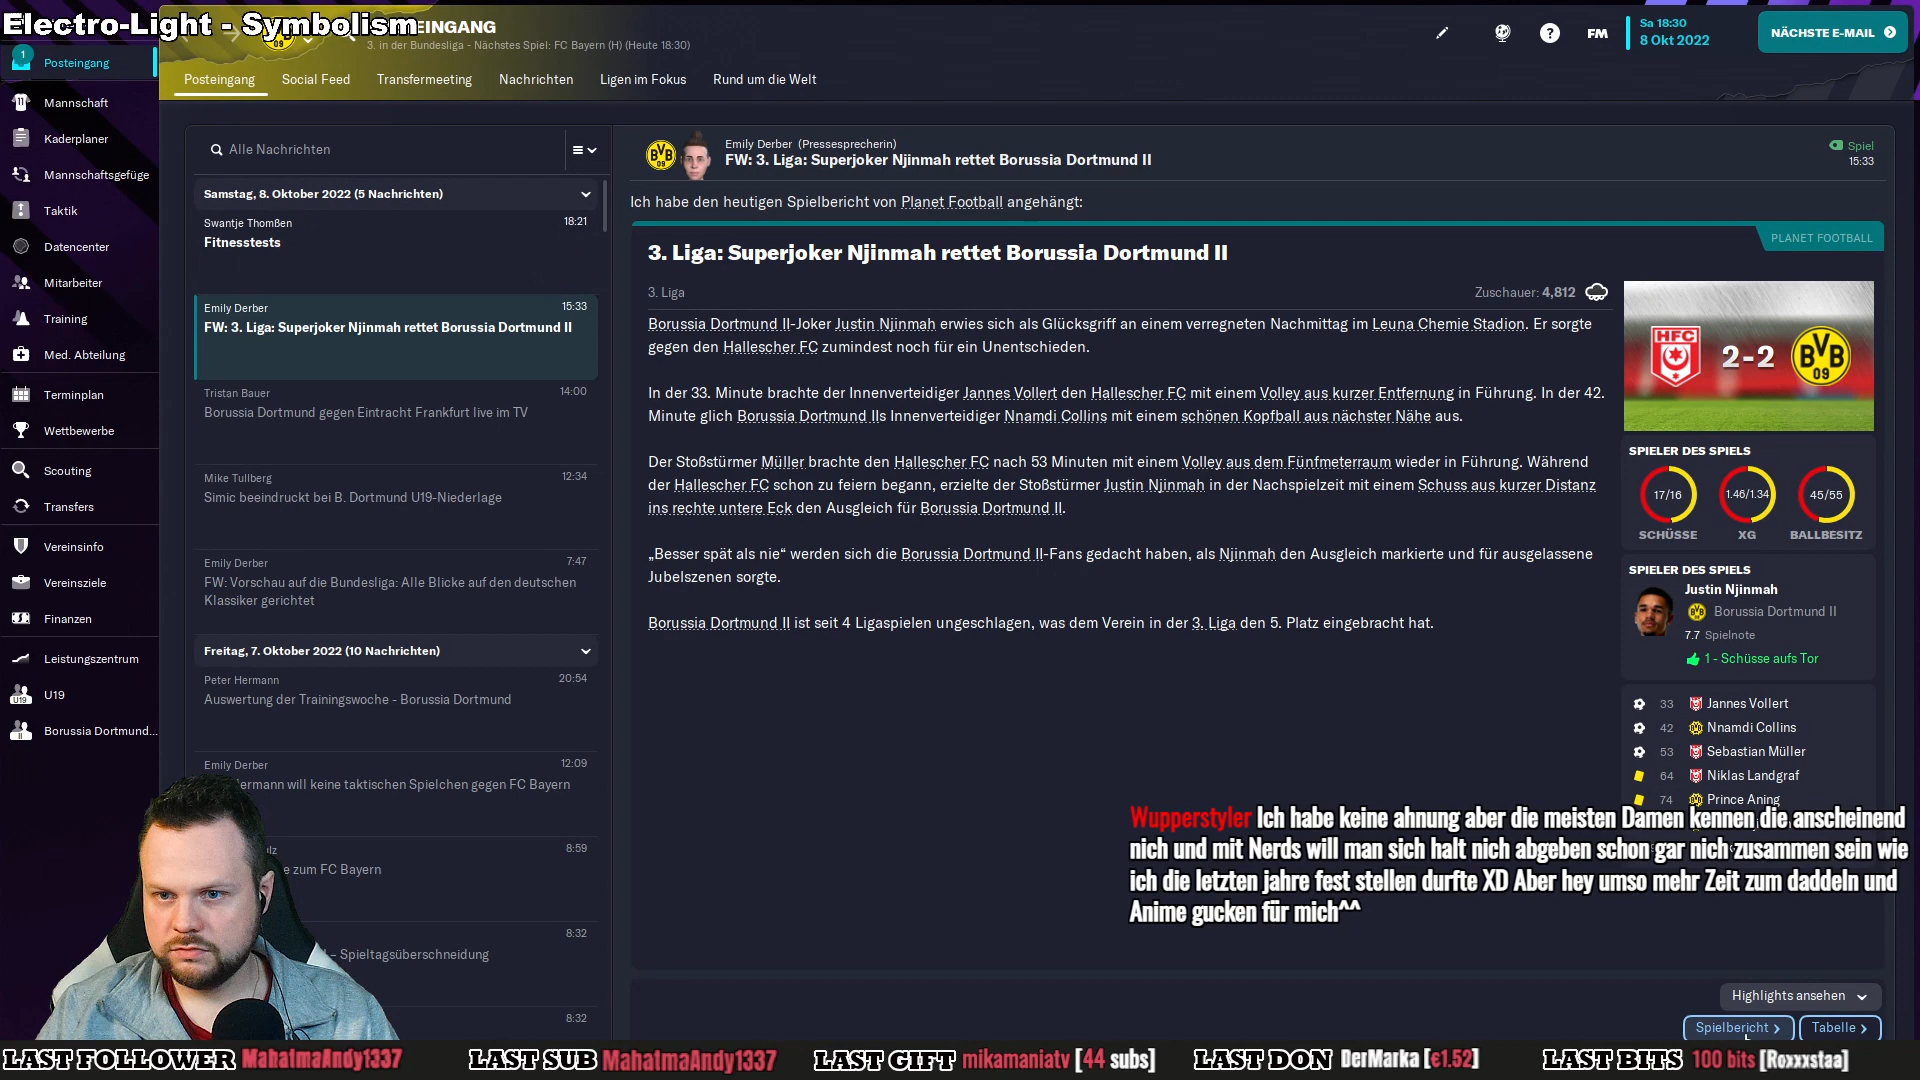 Electro-Light - Symbolism
EINGANG
3. in der Bundesliga - Nächstes Spiel: FC Bayern (H) (Heute 18:30)
FM
Sa 18:30
8 Okt 2022
NÄCHSTE E-MAIL
Posteingang
Social Feed
Transfermeeting
Nachrichten
Ligen im Fokus
Rund um die Welt
1
Posteingang
Mannschaft
Kaderplaner
Mannschaftsgefüge
Taktik
Datencenter
Mitarbeiter
Training
Med. Abteilung
Terminplan
Wettbewerbe
Scouting
Transfers
Vereinsinfo
Vereinsziele
Finanzen
Leistungszentrum
U19
Borussia Dortmund...
Alle Nachrichten
Samstag, 8. Oktober 2022 (5 Nachrichten)
Swantje Thomßen
18:21
Fitnesstests
Emily Derber
15:33
FW: 3. Liga: Superjoker Njinmah rettet Borussia Dortmund II
Tristan Bauer
14:00
Borussia Dortmund gegen Eintracht Frankfurt live im TV
Mike Tullberg
12:34
Simic beeindruckt bei B. Dortmund U19-Niederlage
Emily Derber
7:47
FW: Vorschau auf die Bundesliga: Alle Blicke auf den deutschen
Klassiker gerichtet
Freitag, 7. Oktober 2022 (10 Nachrichten)
Peter Hermann
20:54
Auswertung der Trainingswoche - Borussia Dortmund
Emily Derber
12:09
ermann will keine taktischen Spielchen gegen FC Bayern
lz
8:59
e zum FC Bayern
8:32
- Spieltagsüberschneidung
8:32
Emily Derber (Pressesprecherin)
FW: 3. Liga: Superjoker Njinmah rettet Borussia Dortmund II
Spiel
15:33
Ich habe den heutigen Spielbericht von Planet Football angehängt:
PLANET FOOTBALL
3. Liga: Superjoker Njinmah rettet Borussia Dortmund II
3. Liga
Zuschauer: 4,812
Borussia Dortmund II-Joker Justin Njinmah erwies sich als Glücksgriff an einem verregneten Nachmittag im Leuna Chemie Stadion. Er sorgte
gegen den Hallescher FC zumindest noch für ein Unentschieden.
In der 33. Minute brachte der Innenverteidiger Jannes Vollert den Hallescher FC mit einem Volley aus kurzer Entfernung in Führung. In der 42.
Minute glich Borussia Dortmund IIs Innenverteidiger Nnamdi Collins mit einem schönen Kopfball aus nächster Nähe aus.
Der Stoßstürmer Müller brachte den Hallescher FC nach 53 Minuten mit einem Volley aus dem Fünfmeterraum wieder in Führung. Während
der Hallescher FC schon zu feiern begann, erzielte der Stoßstürmer Justin Njinmah in der Nachspielzeit mit einem Schuss aus kurzer Distanz
ins rechte untere Eck den Ausgleich für Borussia Dortmund II.
„Besser spät als nie“ werden sich die Borussia Dortmund II-Fans gedacht haben, als Njinmah den Ausgleich markierte und für ausgelassene
Jubelszenen sorgte.
Borussia Dortmund II ist seit 4 Ligaspielen ungeschlagen, was dem Verein in der 3. Liga den 5. Platz eingebracht hat.
HFC
2-2
BVB
09
SPIELER DES SPIELS
17/16
1.46/1.34
45/55
SCHÜSSE
XG
BALLBESITZ
SPIELER DES SPIELS
Justin Njinmah
Borussia Dortmund II
7.7 Spielnote
1 - Schüsse aufs Tor
33 Jannes Vollert
42 Nnamdi Collins
53 Sebastian Müller
64 Niklas Landgraf
74 Prince Aning
Wupperstyler Ich habe keine ahnung aber die meisten Damen kennen die anscheinend
nich und mit Nerds will man sich halt nich abgeben schon gar nich zusammen sein wie
ich die letzten jahre fest stellen durfte XD Aber hey umso mehr Zeit zum daddeln und
Anime gucken für mich^^
Highlights ansehen
Spielbericht
Tabelle
LAST FOLLOWER MahatmaAndy1337
LAST SUB MahatmaAndy1337
LAST GIFT mikamaniatv [44 subs]
LAST DON DerMarka [€1.52]
LAST BITS 100 bits [Roxxxstaa]